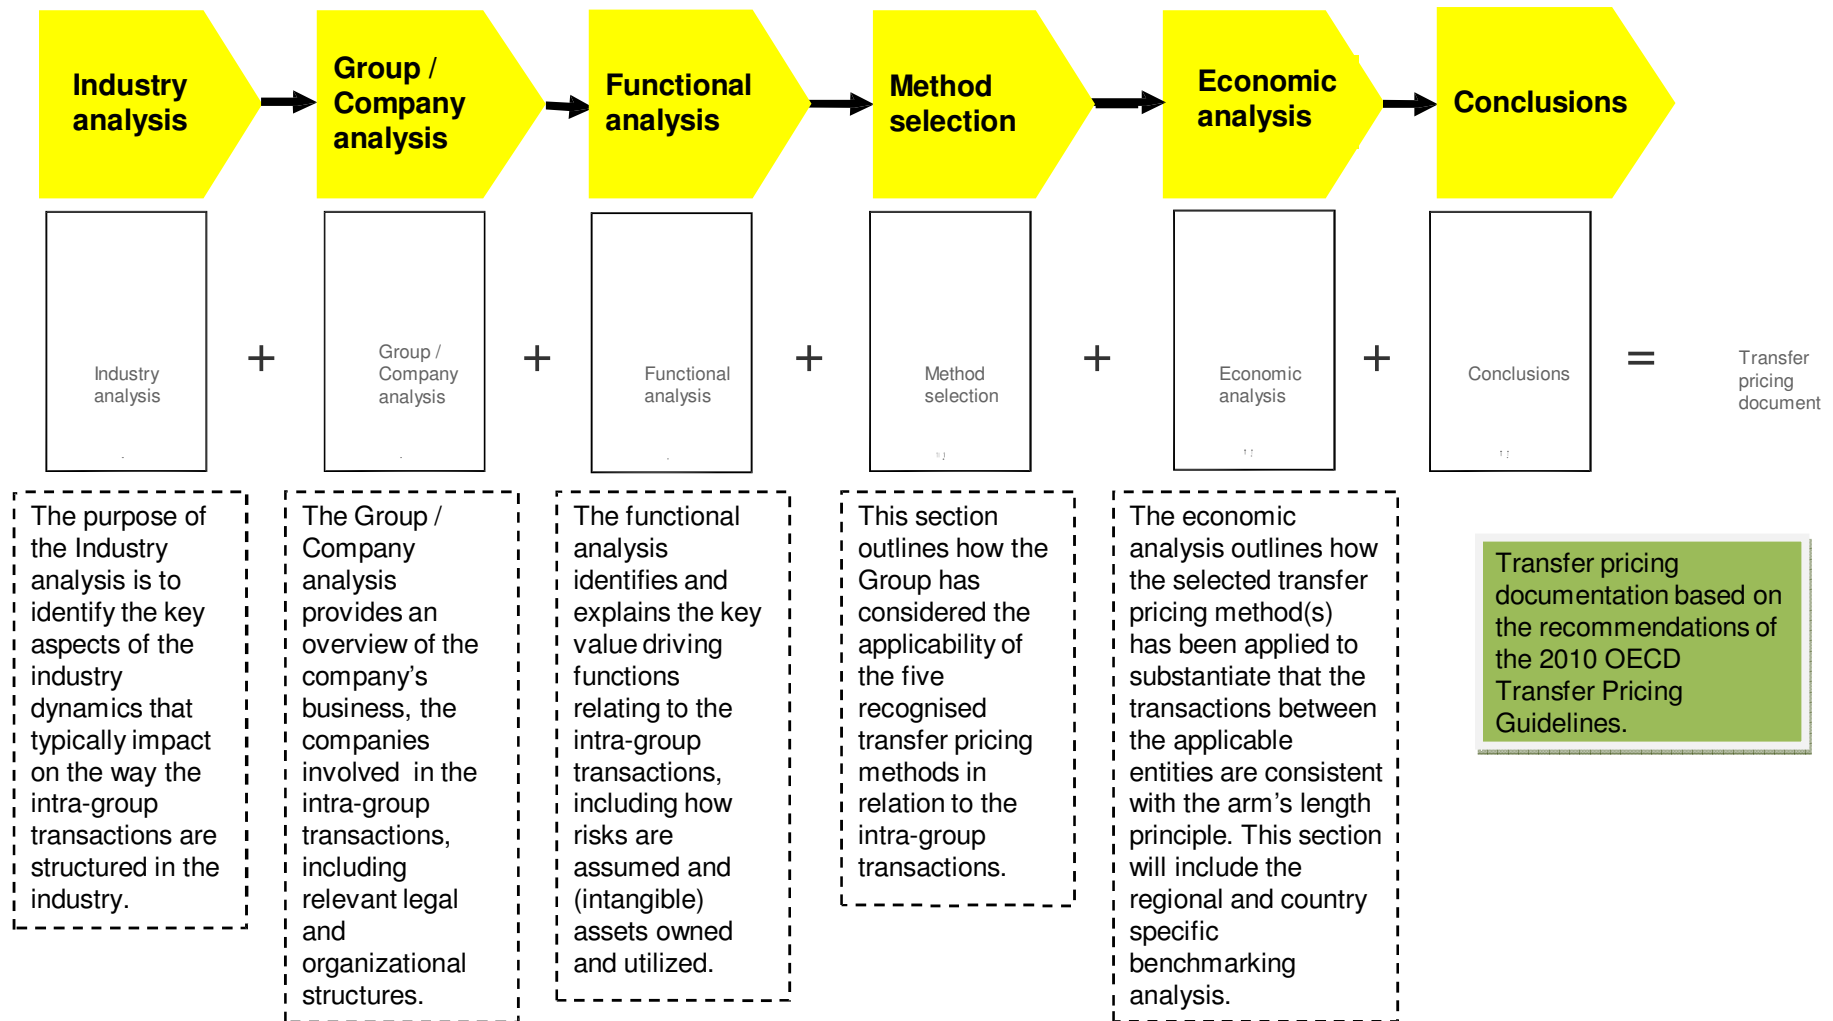 Industry
analysis
Group /
Company
analysis
Functional
analysis
Method
selection
Economic
analysis
Conclusions
Industry
analysis
+
Group /
Company
analysis
+
Functional
analysis
+
Method
selection
+
Economic
analysis
+
Conclusions
=
Transfer
pricing
document
The purpose of
the Industry
analysis is to
identify the key
aspects of the
industry
dynamics that
typically impact
on the way the
intra-group
transactions are
structured in the
industry.
The Group /
Company
analysis
provides an
overview of the
company’s
business, the
companies
involved in the
intra-group
transactions,
including
relevant legal
and
organizational
structures.
The functional
analysis
identifies and
explains the key
value driving
functions
relating to the
intra-group
transactions,
including how
risks are
assumed and
(intangible)
assets owned
and utilized.
This section
outlines how the
Group has
considered the
applicability of
the five
recognised
transfer pricing
methods in
relation to the
intra-group
transactions.
The economic
analysis outlines how
the selected transfer
pricing method(s)
has been applied to
substantiate that the
transactions between
the applicable
entities are consistent
with the arm’s length
principle. This section
will include the
regional and country
specific
benchmarking
analysis.
Transfer pricing
documentation based on
the recommendations of
the 2010 OECD
Transfer Pricing
Guidelines.